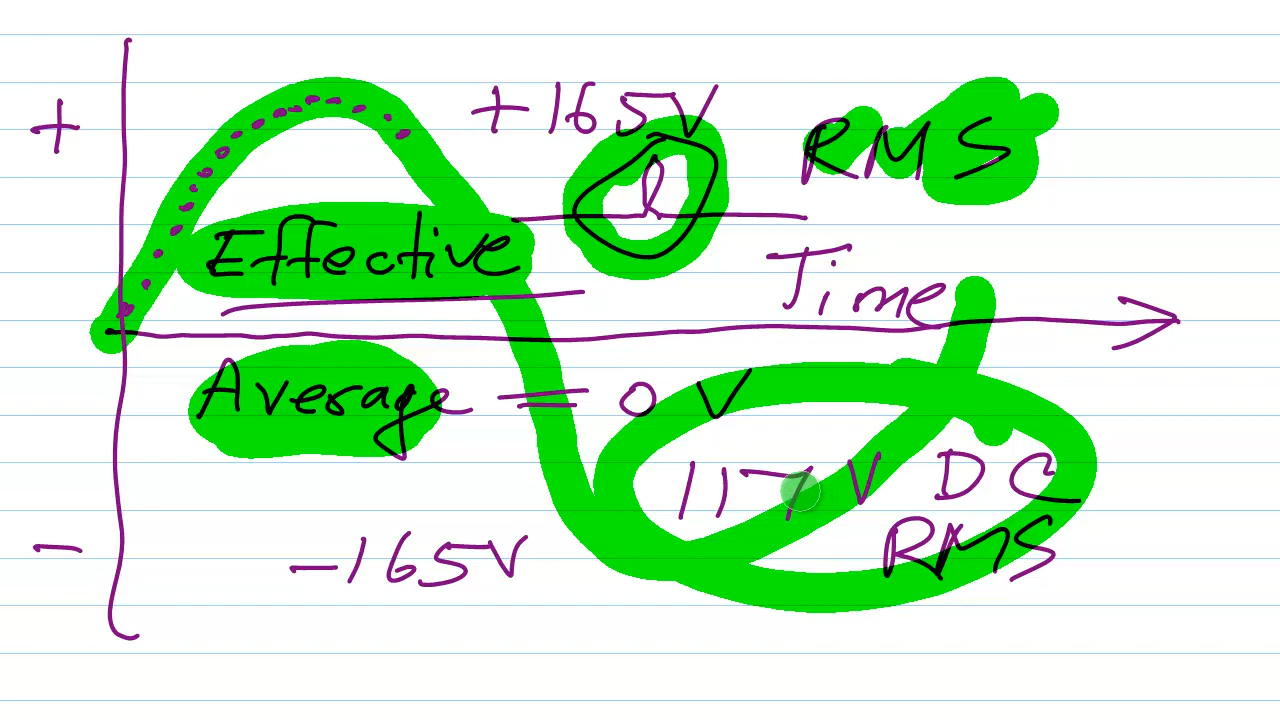 +
+165V
RMS
Effective
Time
Average = 0 V
117 V DC
RMS
-
-165V